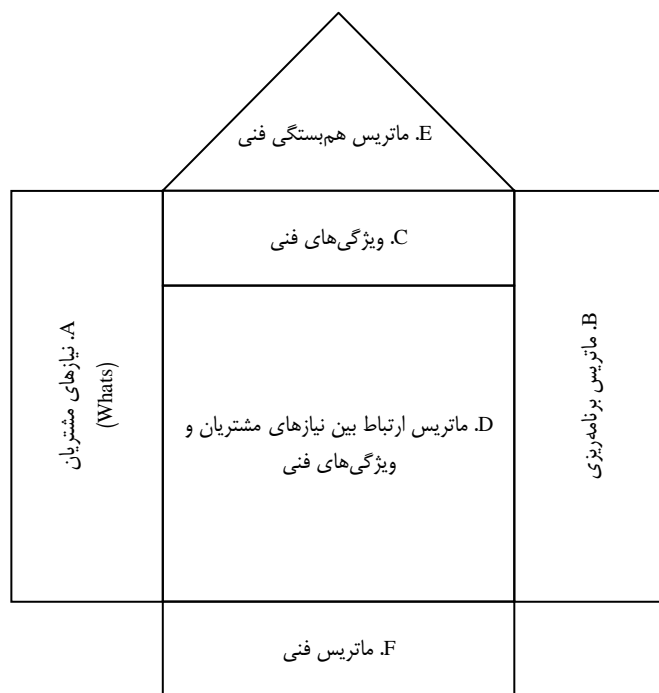 E. ماتریس هم‌بستگی فنی
C. ویژگی‌های فنی
A. نیازهای مشتریان
(Whats)
D. ماتریس ارتباط بین نیازهای مشتریان و
ویژگی‌های فنی
B. ماتریس برنامه‌ریزی
F. ماتریس فنی